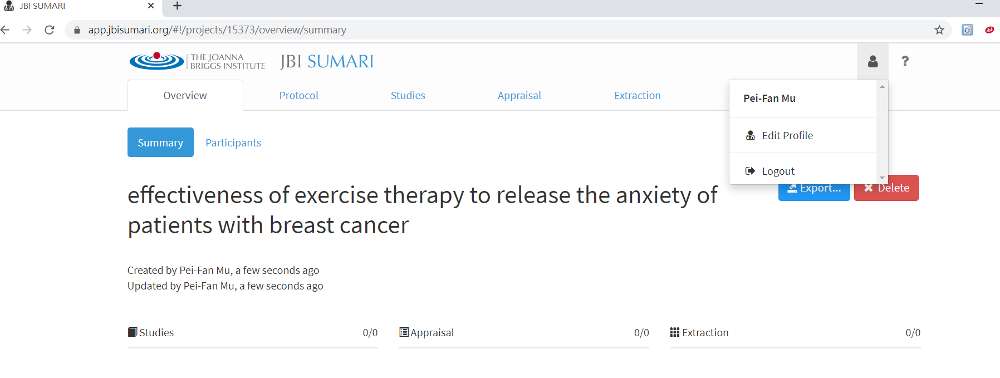 JBI SUMARI
app.jbisumari.org/#!/projects/15373/overview/summary
Ask
THE JOANNA
BRIGGS INSTITUTE
JBI SUMARI
?
Overview
Protocol
Studies
Appraisal
Extraction
Pei-Fan Mu
Edit Profile
Logout
Summary
Participants
Export...
Delete
effectiveness of exercise therapy to release the anxiety of
patients with breast cancer
Created by Pei-Fan Mu, a few seconds ago
Updated by Pei-Fan Mu, a few seconds ago
Studies 0/0
Appraisal 0/0
Extraction 0/0